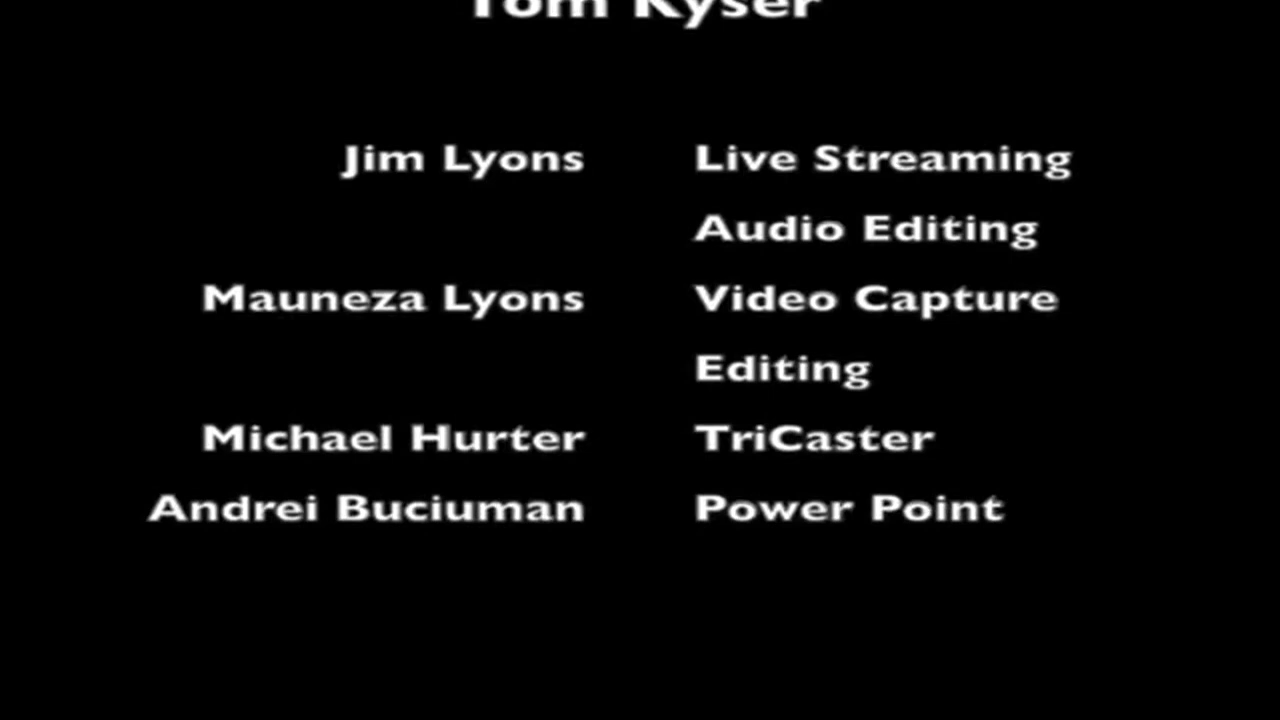 Tom Kyser
Jim Lyons Live Streaming
Audio Editing
Mauneza Lyons Video Capture
Editing
Michael Hurter TriCaster
Andrei Buciuman Power Point